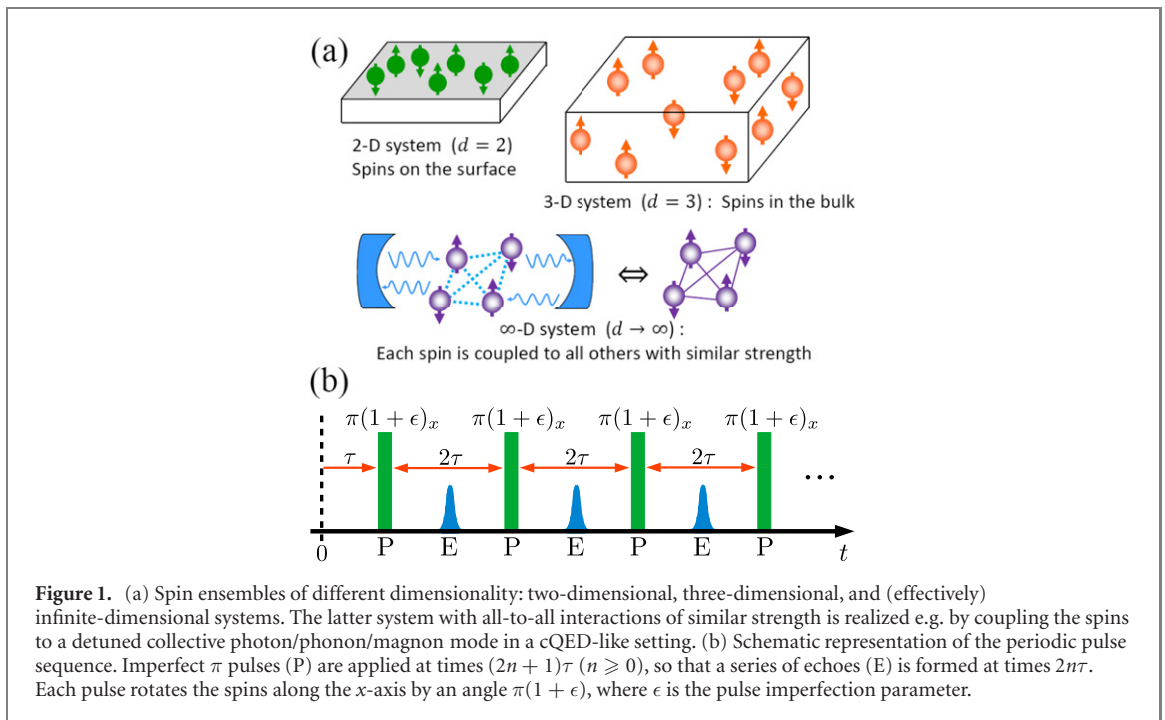 (a)
2-D system (d = 2)
Spins on the surface
3-D system (d = 3) : Spins in the bulk
⇔
∞-D system (d → ∞) :
Each spin is coupled to all others with similar strength
(b)
π(1 + ϵ)ₓ π(1 + ϵ)ₓ π(1 + ϵ)ₓ π(1 + ϵ)ₓ
τ 2τ 2τ 2τ
...
P E P E P E P
0 t
Figure 1. (a) Spin ensembles of different dimensionality: two-dimensional, three-dimensional, and (effectively)
infinite-dimensional systems. The latter system with all-to-all interactions of similar strength is realized e.g. by coupling the spins
to a detuned collective photon/phonon/magnon mode in a cQED-like setting. (b) Schematic representation of the periodic pulse
sequence. Imperfect π pulses (P) are applied at times (2n + 1)τ (n ⩾ 0), so that a series of echoes (E) is formed at times 2nτ.
Each pulse rotates the spins along the x-axis by an angle π(1 + ϵ), where ϵ is the pulse imperfection parameter.